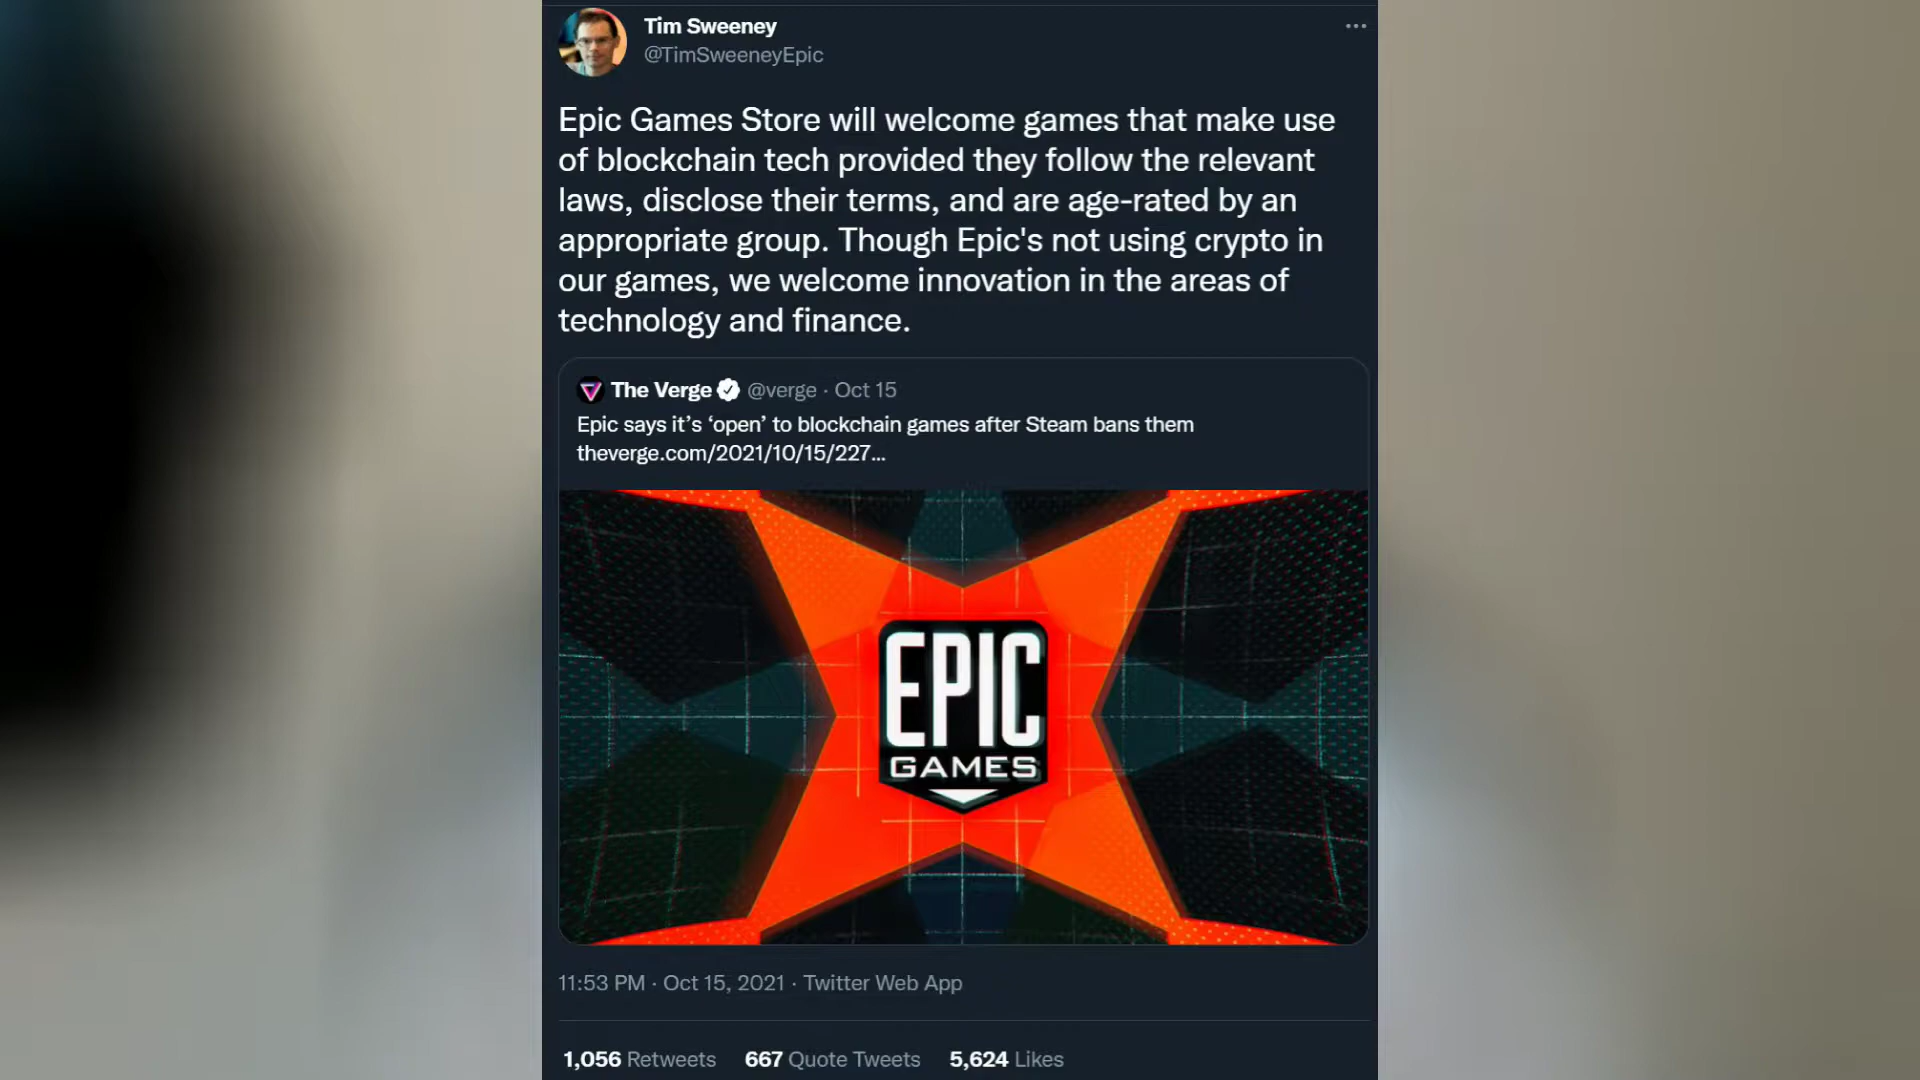 Tim Sweeney
@TimSweeneyEpic
Epic Games Store will welcome games that make use
of blockchain tech provided they follow the relevant
laws, disclose their terms, and are age-rated by an
appropriate group. Though Epic's not using crypto in
our games, we welcome innovation in the areas of
technology and finance.
The Verge @verge · Oct 15
Epic says it’s ‘open’ to blockchain games after Steam bans them
theverge.com/2021/10/15/227...
EPIC
GAMES
11:53 PM · Oct 15, 2021 · Twitter Web App
1,056 Retweets 667 Quote Tweets 5,624 Likes